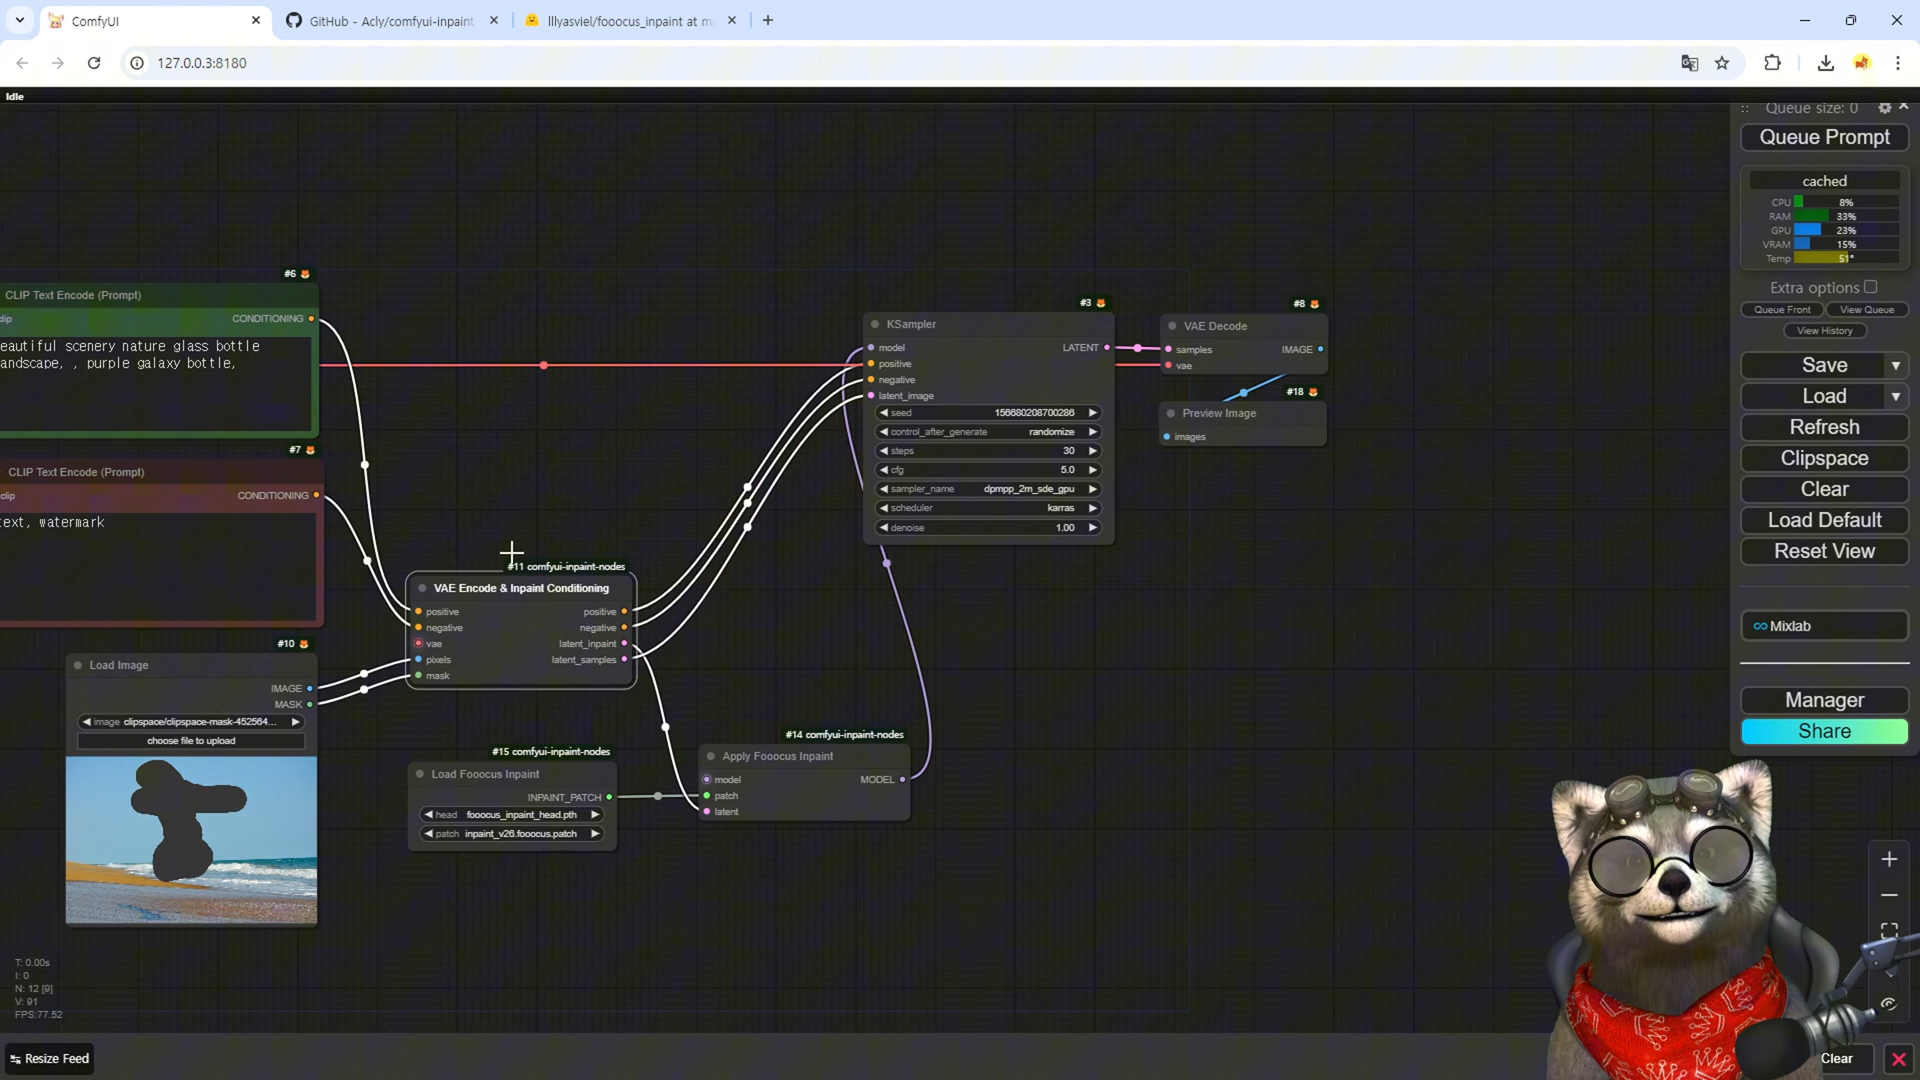 ComfyUI
GitHub - Acly/comfyui-inpaint
lllyasviel/fooocus_inpaint at m
127.0.0.3:8180
Idle
Queue size: 0
Queue Prompt
cached
CPU 8%
RAM 33%
GPU 23%
VRAM 15%
Temp 51°
Extra options
Queue Front
View Queue
View History
Save
Load
Refresh
Clipspace
Clear
Load Default
Reset View
Mixlab
Manager
Share
#6
CLIP Text Encode (Prompt)
clip
CONDITIONING
eautiful scenery nature glass bottle
andscape, , purple galaxy bottle,
#7
CLIP Text Encode (Prompt)
clip
CONDITIONING
text, watermark
#10
Load Image
IMAGE
MASK
image clipspace/clipspace-mask-452564...
choose file to upload
#11 comfyui-inpaint-nodes
VAE Encode & Inpaint Conditioning
positive positive
negative negative
vae latent_inpaint
pixels latent_samples
mask
#15 comfyui-inpaint-nodes
Load Fooocus Inpaint
INPAINT_PATCH
head fooocus_inpaint_head.pth
patch inpaint_v26.fooocus.patch
#14 comfyui-inpaint-nodes
Apply Fooocus Inpaint
model MODEL
patch
latent
#3
KSampler
model LATENT
positive
negative
latent_image
seed 156680208700286
control_after_generate randomize
steps 30
cfg 5.0
sampler_name dpmpp_2m_sde_gpu
scheduler karras
denoise 1.00
#8
VAE Decode
samples IMAGE
vae
#18
Preview Image
images
T: 0.00s
I: 0
N: 12 [9]
V: 91
FPS:77.52
Resize Feed
Clear